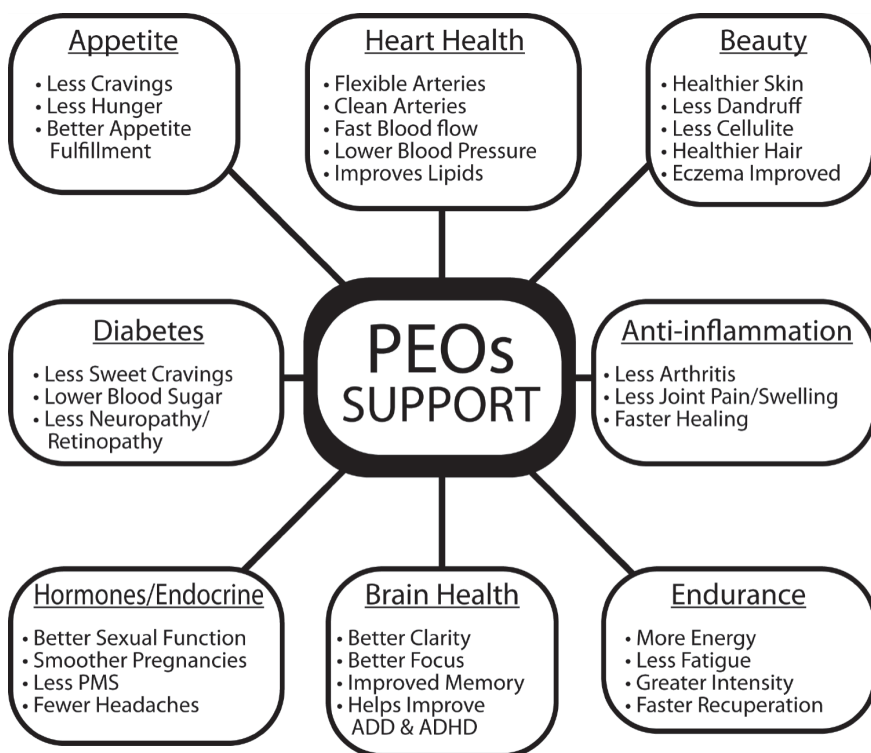 Appetite
• Less Cravings
• Less Hunger
• Better Appetite
Fulfillment
Heart Health
• Flexible Arteries
• Clean Arteries
• Fast Blood flow
• Lower Blood Pressure
• Improves Lipids
Beauty
• Healthier Skin
• Less Dandruff
• Less Cellulite
• Healthier Hair
• Eczema Improved
Diabetes
• Less Sweet Cravings
• Lower Blood Sugar
• Less Neuropathy/
Retinopathy
PEOs
SUPPORT
Anti-inflammation
• Less Arthritis
• Less Joint Pain/Swelling
• Faster Healing
Hormones/Endocrine
• Better Sexual Function
• Smoother Pregnancies
• Less PMS
• Fewer Headaches
Brain Health
• Better Clarity
• Better Focus
• Improved Memory
• Helps Improve
ADD & ADHD
Endurance
• More Energy
• Less Fatigue
• Greater Intensity
• Faster Recuperation